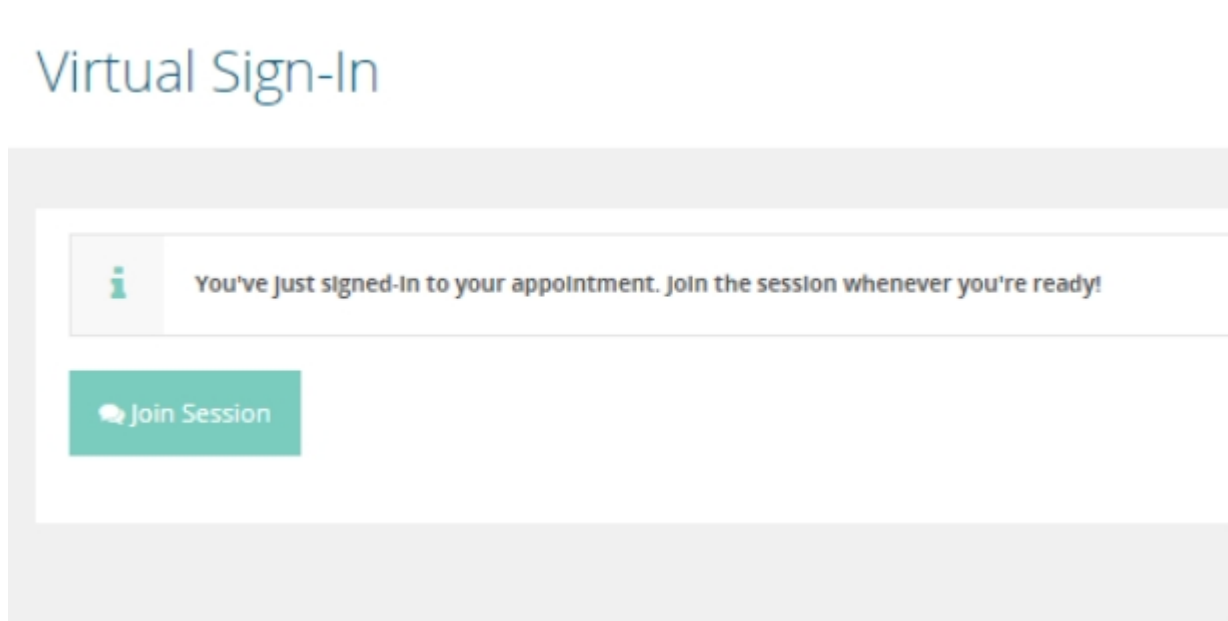 Virtual Sign-In
You've just signed-in to your appointment. Join the session whenever you're ready!
Join Session